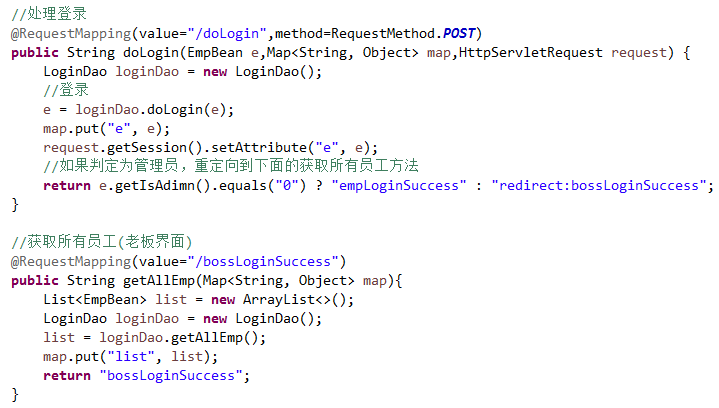 //处理登录
@RequestMapping(value="/doLogin",method=RequestMethod.POST)
public String doLogin(EmpBean e,Map<String, Object> map,HttpServletRequest request) {
    LoginDao loginDao = new LoginDao();
    //登录
    e = loginDao.doLogin(e);
    map.put("e", e);
    request.getSession().setAttribute("e", e);
    //如果判定为管理员，重定向到下面的获取所有员工方法
    return e.getIsAdimn().equals("0") ? "empLoginSuccess" : "redirect:bossLoginSuccess";
}

//获取所有员工(老板界面)
@RequestMapping(value="/bossLoginSuccess")
public String getAllEmp(Map<String, Object> map){
    List<EmpBean> list = new ArrayList<>();
    LoginDao loginDao = new LoginDao();
    list = loginDao.getAllEmp();
    map.put("list", list);
    return "bossLoginSuccess";
}